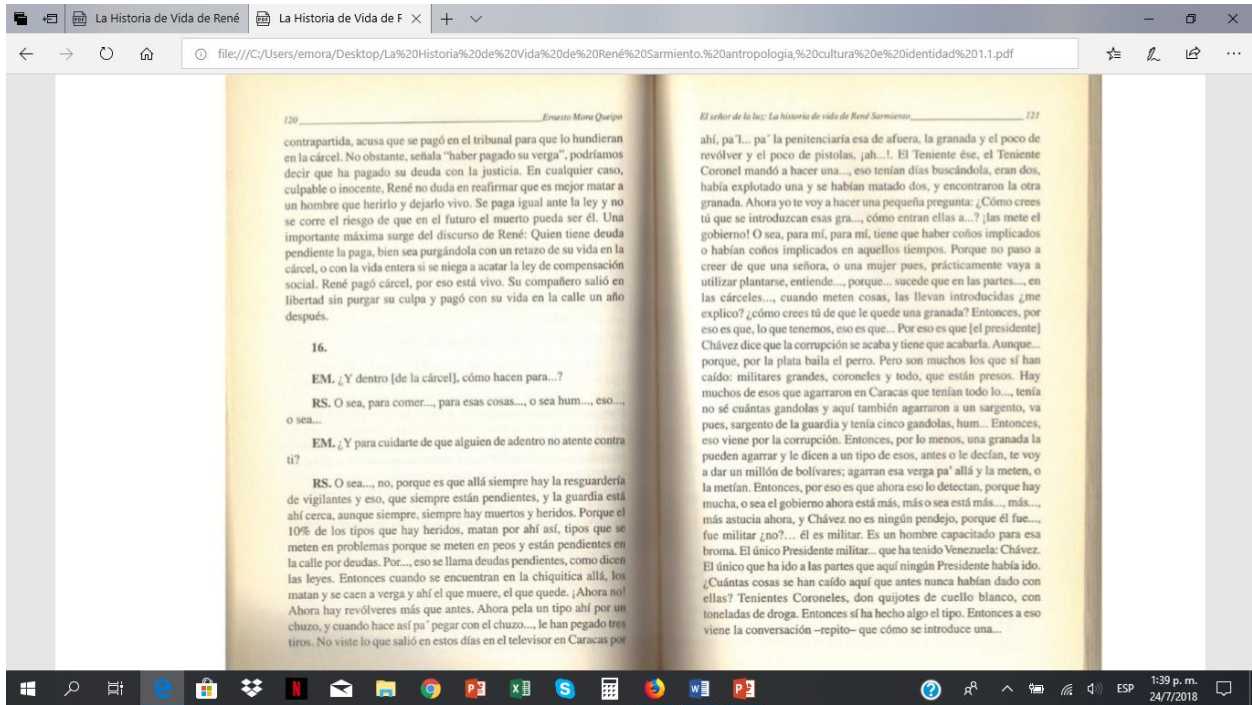 La Historia de Vida de René
La Historia de Vida de F
file:///C:/Users/emora/Desktop/La%20Historia%20de%20Vida%20de%20René%20Sarmiento.%20antropología,%20cultura%20e%20identidad%201.1.pdf
120 Ernesto Mora Queipo
contrapartida, acusa que se pagó en el tribunal para que lo hundieran
en la cárcel. No obstante, señala “haber pagado su verga”, podríamos
decir que ha pagado su deuda con la justicia. En cualquier caso,
culpable o inocente, René no duda en reafirmar que es mejor matar a
un hombre que herirlo y dejarlo vivo. Se paga igual ante la ley y no
se corre el riesgo de que en el futuro el muerto pueda ser él. Una
importante máxima surge del discurso de René: Quien tiene deuda
pendiente la paga, bien sea purgándola con un retazo de su vida en la
cárcel, o con la vida entera si se niega a acatar la ley de compensación
social. René pagó cárcel, por eso está vivo. Su compañero salió en
libertad sin purgar su culpa y pagó con su vida en la calle un año
después.
16.
EM. ¿Y dentro [de la cárcel], cómo hacen para...?
RS. O sea, para comer..., para esas cosas..., o sea hum..., eso...,
o sea...
EM. ¿Y para cuidarte de que alguien de adentro no atente contra
ti?
RS. O sea..., no, porque es que allá siempre hay la resguardería
de vigilantes y eso, que siempre están pendientes, y la guardia está
ahí cerca, aunque siempre, siempre hay muertos y heridos. Porque el
10% de los tipos que hay heridos, matan por ahí así, tipos que se
meten en problemas porque se meten en peos y están pendientes en
la calle por deudas. Por..., eso se llama deudas pendientes, como dicen
las leyes. Entonces cuando se encuentran en la chiquitica allá, los
matan y se caen a verga y ahí el que muere, el que quede. ¡Ahora no!
Ahora hay revólveres más que antes. Ahora pela un tipo ahí por un
chuzo, y cuando hace así pa´ pegar con el chuzo..., le han pegado tres
tiros. No viste lo que salió en estos días en el televisor en Caracas por
El señor de la luz: La historia de vida de René Sarmiento 121
ahí, pa´l... pa´ la penitenciaría esa de afuera, la granada y el poco de
revólver y el poco de pistolas, ¡ah...!. El Teniente ése, el Teniente
Coronel mandó a hacer una..., eso tenían días buscándola, eran dos,
había explotado una y se habían matado dos, y encontraron la otra
granada. Ahora yo te voy a hacer una pequeña pregunta: ¿Cómo crees
tú que se introduzcan esas gra..., cómo entran ellas a...? ¡las mete el
gobierno! O sea, para mí, para mí, tiene que haber coños implicados
o habían coños implicados en aquellos tiempos. Porque no paso a
creer de que una señora, o una mujer pues, prácticamente vaya a
utilizar plantarse, entiende..., porque... sucede que en las partes..., en
las cárceles..., cuando meten cosas, las llevan introducidas ¿me
explico? ¿cómo crees tú de que le quede una granada? Entonces, por
eso es que, lo que tenemos, eso es que... Por eso es que [el presidente]
Chávez dice que la corrupción se acaba y tiene que acabarla. Aunque...
porque, por la plata baila el perro. Pero son muchos los que sí han
caído: militares grandes, coroneles y todo, que están presos. Hay
muchos de esos que agarraron en Caracas que tenían todo lo..., tenía
no sé cuántas gandolas y aquí también agarraron a un sargento, va
pues, sargento de la guardia y tenía cinco gandolas, hum... Entonces,
eso viene por la corrupción. Entonces, por lo menos, una granada la
pueden agarrar y le dicen a un tipo de esos, antes o le decían, te voy
a dar un millón de bolívares; agarran esa verga pa´ allá y la meten, o
la metían. Entonces, por eso es que ahora eso lo detectan, porque hay
mucha, o sea el gobierno ahora está más, más o sea está más..., más...,
más astucia ahora, y Chávez no es ningún pendejo, porque él fue...,
fue militar ¿no?... él es militar. Es un hombre capacitado para esa
broma. El único Presidente militar... que ha tenido Venezuela: Chávez.
El único que ha ido a las partes que aquí ningún Presidente había ido.
¿Cuántas cosas se han caído aquí que antes nunca habían dado con
ellas? Tenientes Coroneles, don quijotes de cuello blanco, con
toneladas de droga. Entonces sí ha hecho algo el tipo. Entonces a eso
viene la conversación –repito– que cómo se introduce una...
ESP
1:39 p. m.
24/7/2018